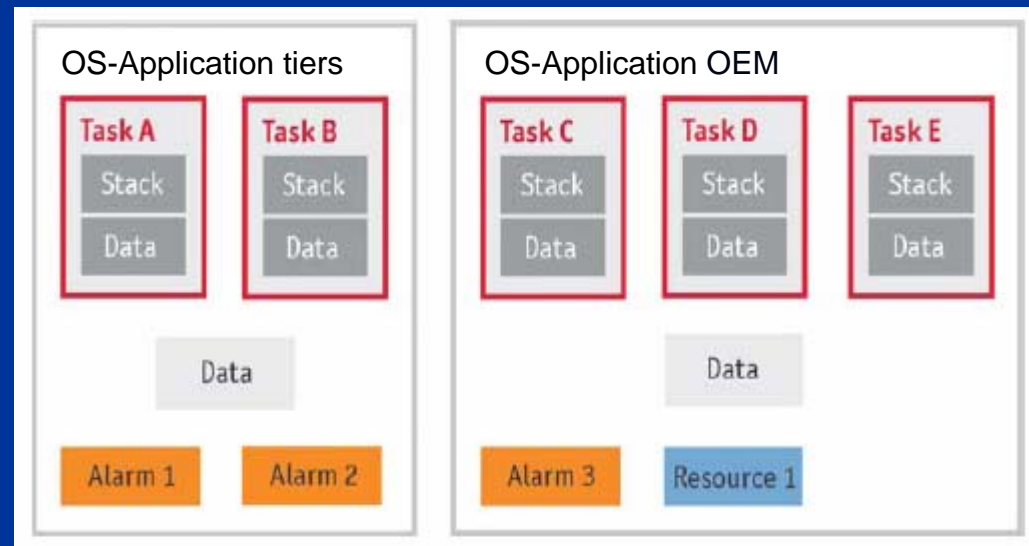 OS-Application tiers
Task A
Stack
Data
Task B
Stack
Data
Data
Alarm 1
Alarm 2
OS-Application OEM
Task C
Stack
Data
Task D
Stack
Data
Task E
Stack
Data
Data
Alarm 3
Resource 1